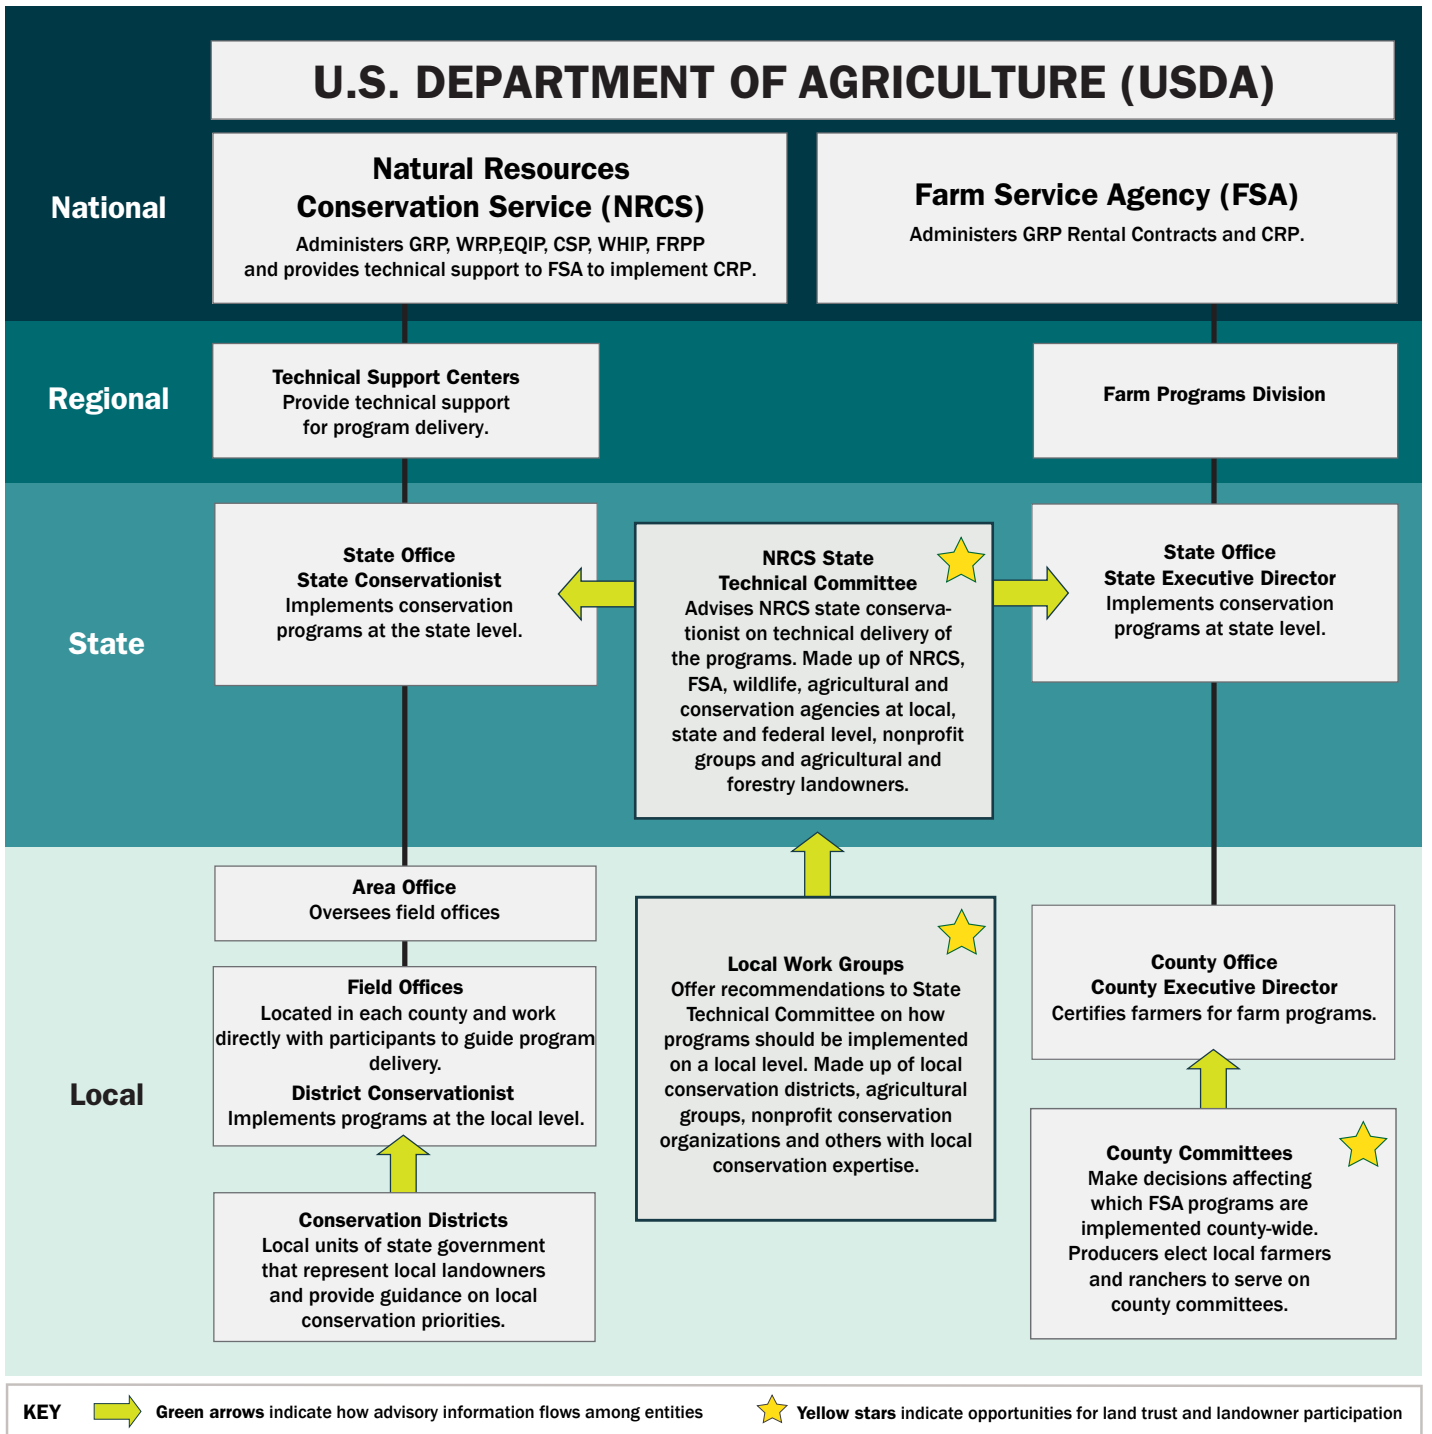 U.S. DEPARTMENT OF AGRICULTURE (USDA)
National
Natural Resources
Conservation Service (NRCS)
Administers GRP, WRP,EQIP, CSP, WHIP, FRPP
and provides technical support to FSA to implement CRP.
Farm Service Agency (FSA)
Administers GRP Rental Contracts and CRP.
Regional
Technical Support Centers
Provide technical support
for program delivery.
Farm Programs Division
State
State Office
State Conservationist
Implements conservation
programs at the state level.
NRCS State
Technical Committee
Advises NRCS state conserva-
tionist on technical delivery of
the programs. Made up of NRCS,
FSA, wildlife, agricultural and
conservation agencies at local,
state and federal level, nonprofit
groups and agricultural and
forestry landowners.
State Office
State Executive Director
Implements conservation
programs at state level.
Local
Area Office
Oversees field offices
Field Offices
Located in each county and work
directly with participants to guide program
delivery.
District Conservationist
Implements programs at the local level.
Conservation Districts
Local units of state government
that represent local landowners
and provide guidance on local
conservation priorities.
Local Work Groups
Offer recommendations to State
Technical Committee on how
programs should be implemented
on a local level. Made up of local
conservation districts, agricultural
groups, nonprofit conservation
organizations and others with local
conservation expertise.
County Office
County Executive Director
Certifies farmers for farm programs.
County Committees
Make decisions affecting
which FSA programs are
implemented county-wide.
Producers elect local farmers
and ranchers to serve on
county committees.
KEY
Green arrows indicate how advisory information flows among entities
Yellow stars indicate opportunities for land trust and landowner participation